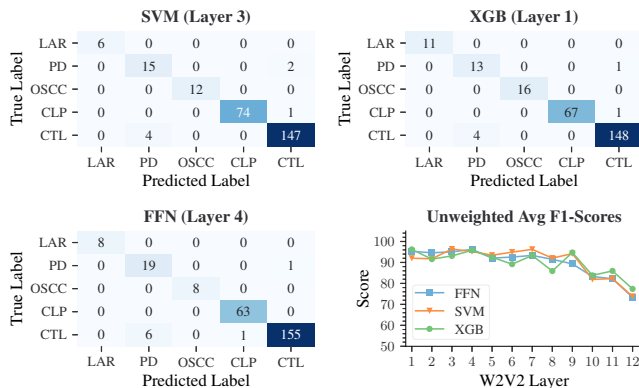 SVM (Layer 3)
True Label
LAR 6 0 0 0 0
PD 0 15 0 0 2
OSCC 0 0 12 0 0
CLP 0 0 0 74 1
CTL 0 4 0 0 147
LAR PD OSCC CLP CTL
Predicted Label
XGB (Layer 1)
True Label
LAR 11 0 0 0 0
PD 0 13 0 0 1
OSCC 0 0 16 0 0
CLP 0 0 0 67 1
CTL 0 4 0 0 148
LAR PD OSCC CLP CTL
Predicted Label
FFN (Layer 4)
True Label
LAR 8 0 0 0 0
PD 0 19 0 0 1
OSCC 0 0 8 0 0
CLP 0 0 0 63 0
CTL 0 6 0 1 155
LAR PD OSCC CLP CTL
Predicted Label
Unweighted Avg F1-Scores
Score
100
90
80
70
60
50
FFN
SVM
XGB
1 2 3 4 5 6 7 8 9 10 11 12
W2V2 Layer